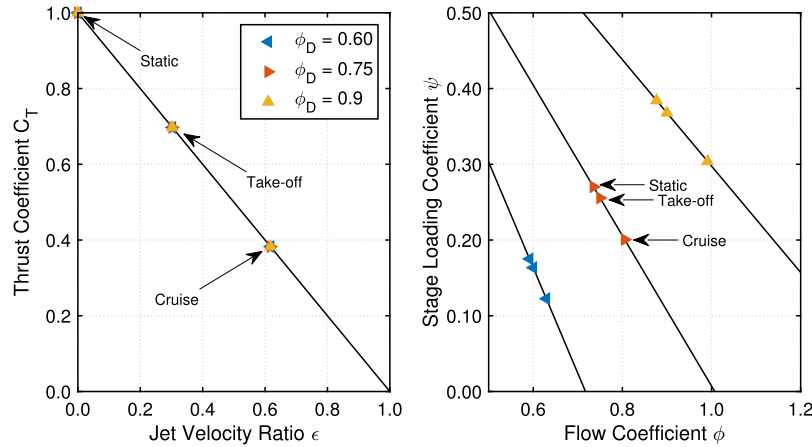 Thrust Coefficient C_T
1.0
0.8
0.6
0.4
0.2
0.0
0.0
0.2
0.4
0.6
0.8
1.0
Jet Velocity Ratio ϵ
Static
Take-off
Cruise
ϕ_D = 0.60
ϕ_D = 0.75
ϕ_D = 0.9
Stage Loading Coefficient ψ
0.50
0.40
0.30
0.20
0.10
0.00
0.6
0.8
1.0
1.2
Flow Coefficient ϕ
Static
Take-off
Cruise